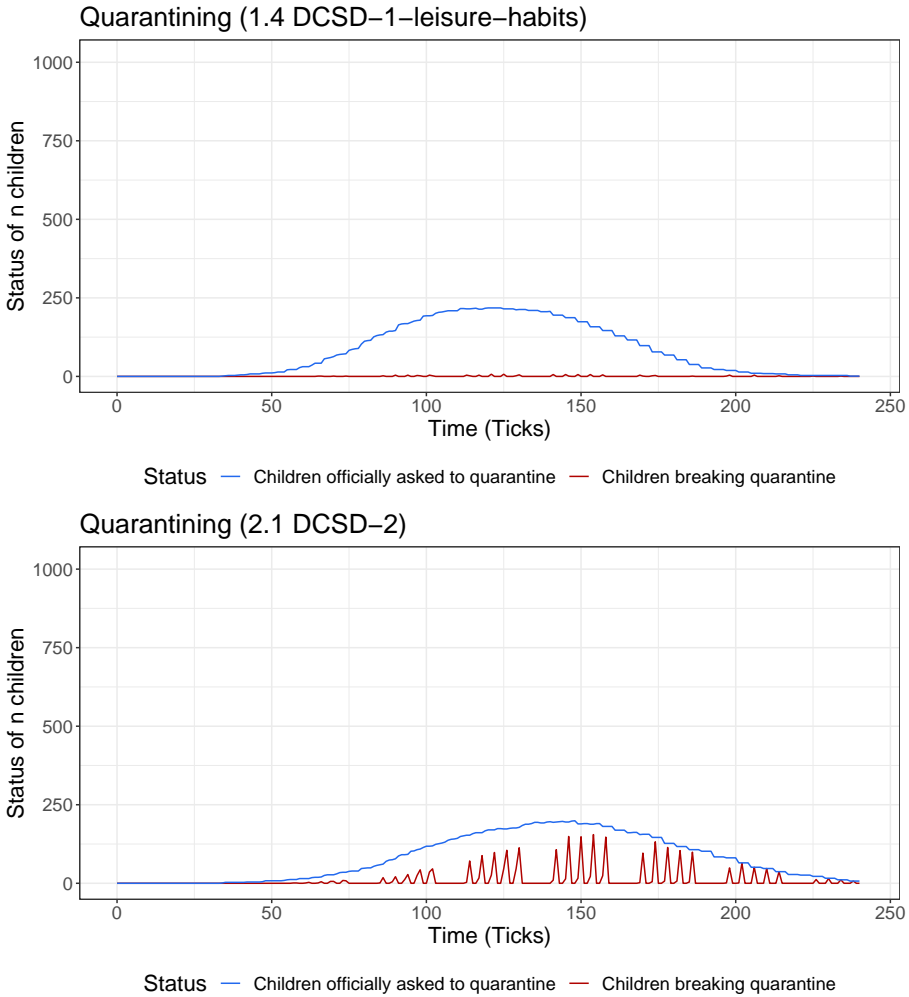 Quarantining (1.4 DCSD−1−leisure−habits)
1000
750
500
250
0
Status of n children
0 50 100 150 200 250
Time (Ticks)
Status Children officially asked to quarantine Children breaking quarantine
Quarantining (2.1 DCSD−2)
1000
750
500
250
0
Status of n children
0 50 100 150 200 250
Time (Ticks)
Status Children officially asked to quarantine Children breaking quarantine